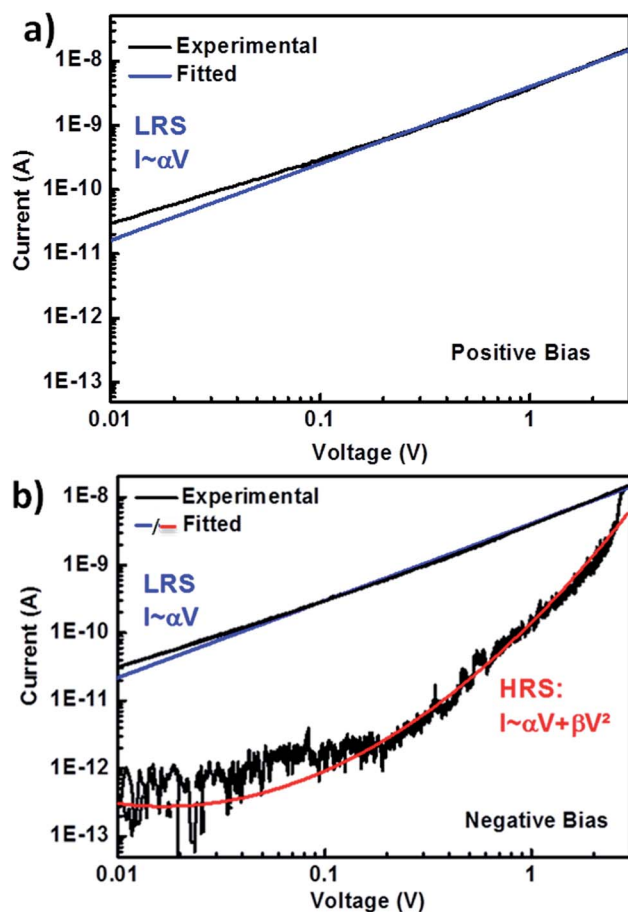 a)
Experimental
Fitted
LRS
I~αV
Current (A)
1E-8
1E-9
1E-10
1E-11
1E-12
1E-13
Positive Bias
0.01
0.1
1
Voltage (V)
b)
Experimental
/ Fitted
LRS
I~αV
Current (A)
1E-8
1E-9
1E-10
1E-11
1E-12
1E-13
HRS:
I~αV+βV²
Negative Bias
0.01
0.1
1
Voltage (V)